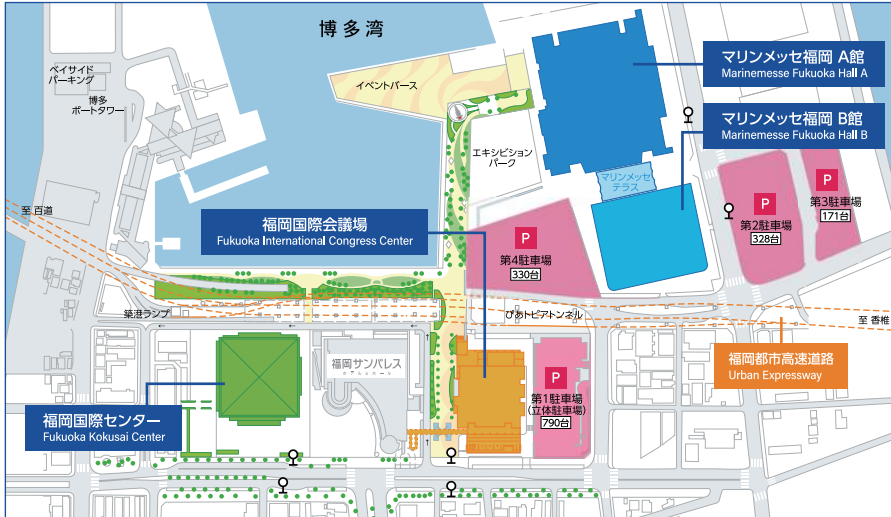 博多湾
ベイサイド
パーキング
博多
ポートタワー
イベントバース
マリンメッセ福岡 A館
Marinemesse Fukuoka Hall A
マリンメッセ福岡 B館
Marinemesse Fukuoka Hall B
エキシビション
パーク
マリンメッセ
テラス
至 百道
福岡国際会議場
Fukuoka International Congress Center
P
第4駐車場
330台
P
第2駐車場
328台
P
第3駐車場
171台
築港ランプ
ぴあトピアトンネル
至 香椎
福岡サンパレス
ホテル&ホール
福岡都市高速道路
Urban Expressway
P
第1駐車場
(立体駐車場)
790台
福岡国際センター
Fukuoka Kokusai Center